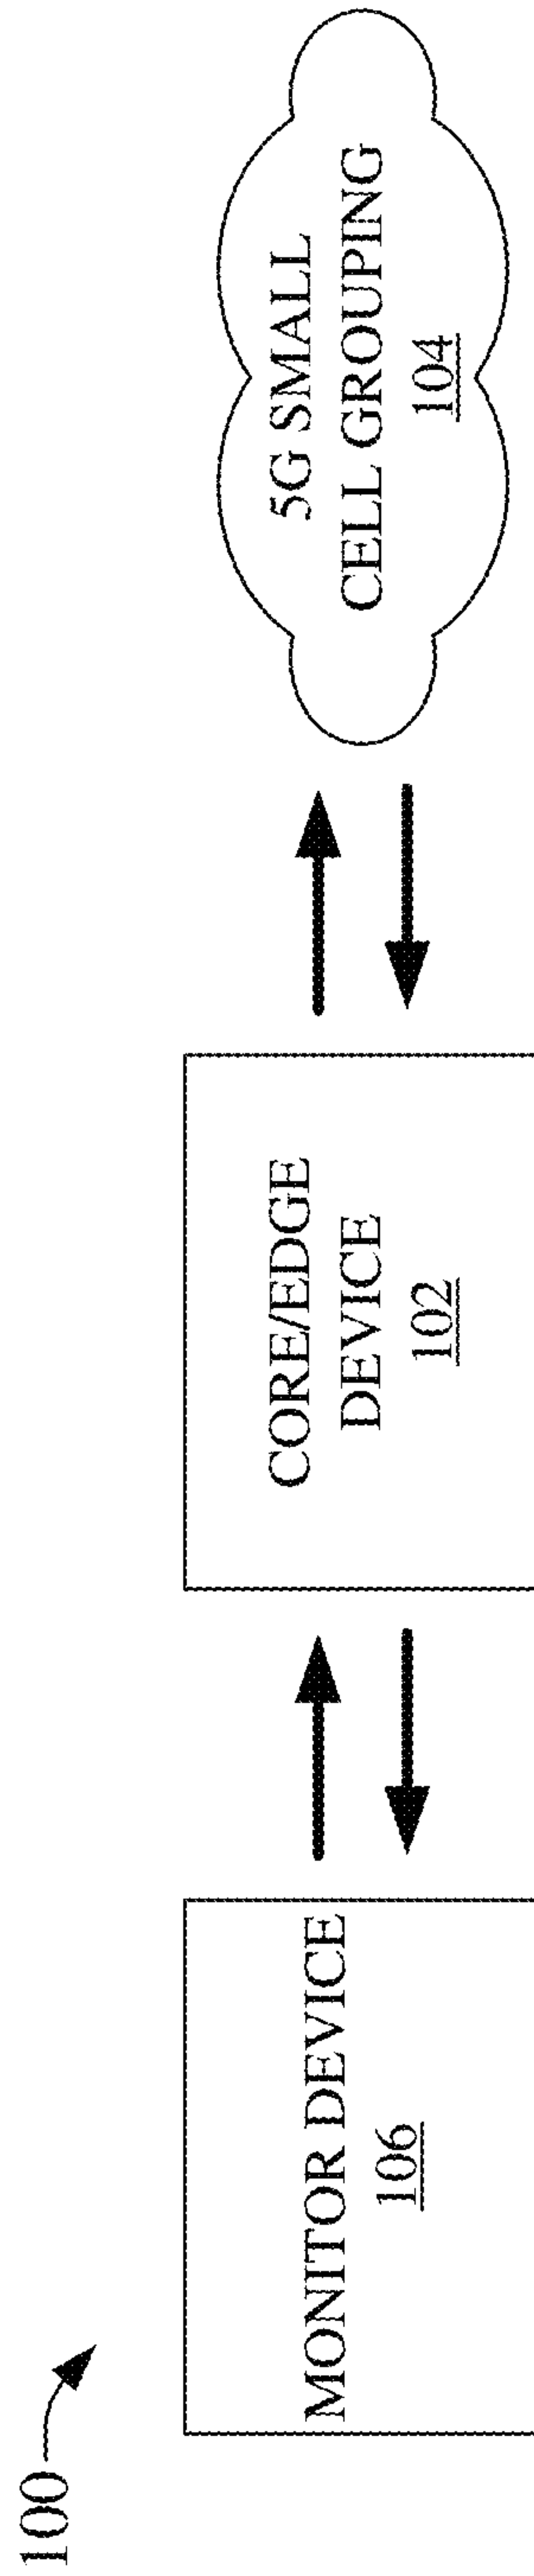 100
MONITOR DEVICE
106
CORE/EDGE
DEVICE
102
5G SMALL
CELL GROUPING
104